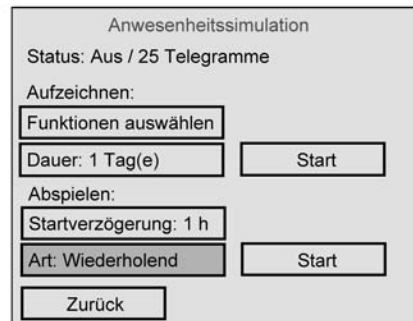 Anwesenheitssimulation
Status: Aus / 25 Telegramme
Aufzeichnen:
Funktionen auswählen
Dauer: 1 Tag(e) Start
Abspielen:
Startverzögerung: 1 h
Art: Wiederholend Start
Zurück